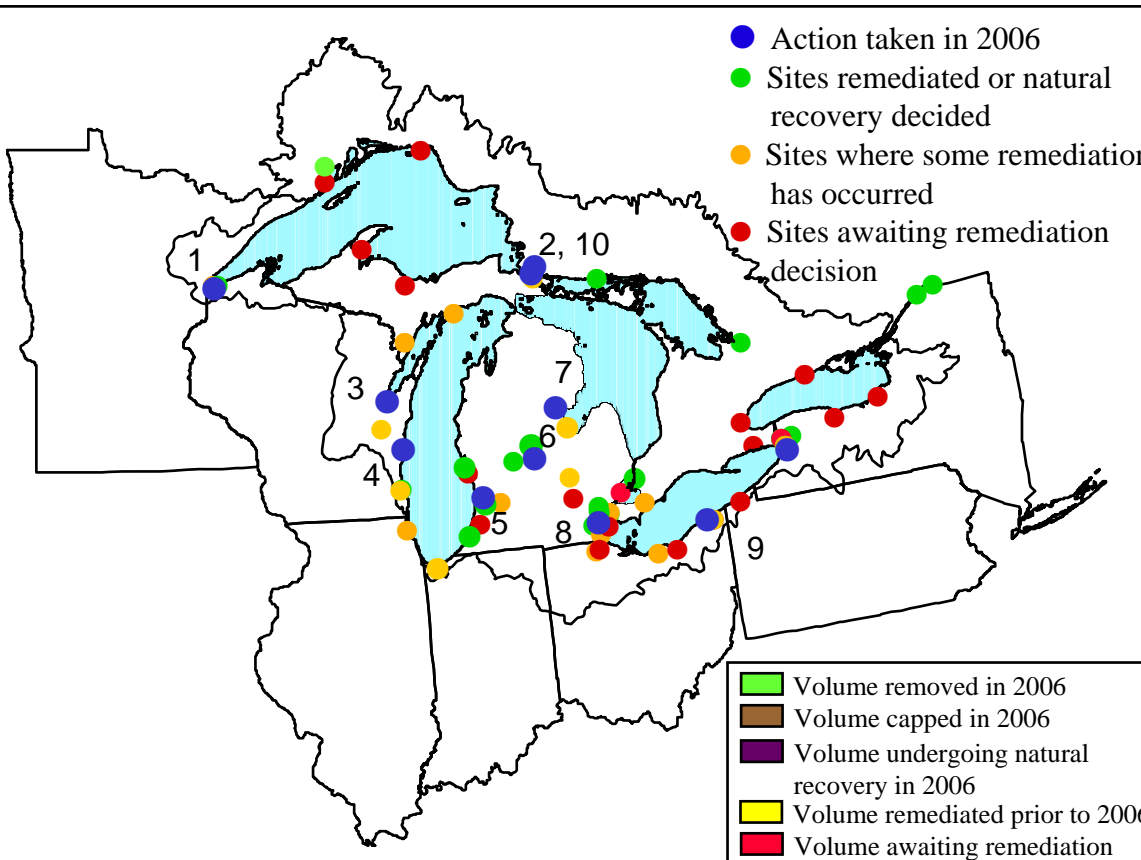 Action taken in 2006
Sites remediated or natural
recovery decided
Sites where some remediation
has occurred
Sites awaiting remediation
decision
1
2, 10
3
7
6
4
5
8
9
Volume removed in 2006
Volume capped in 2006
Volume undergoing natural
recovery in 2006
Volume remediated prior to 2006
Volume awaiting remediation